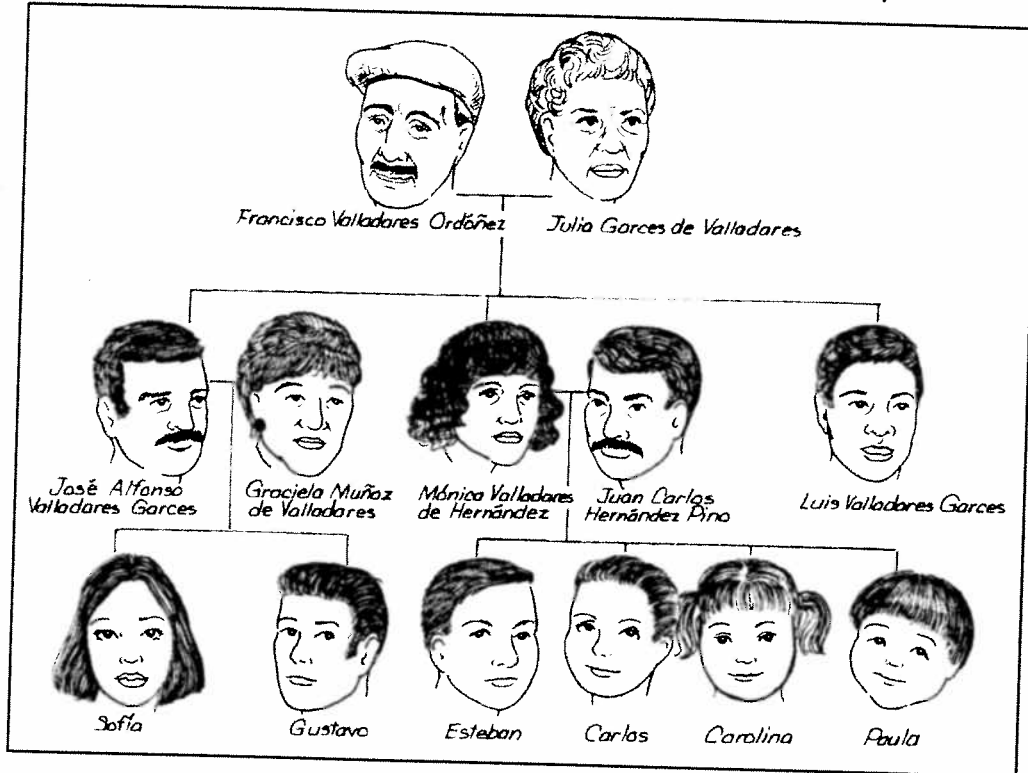 Francisco Valladares Ordóñez
Julia Garces de Valladares
José Alfonso
Valladares Garces
Graciela Muñoz
de Valladares
Mónica Valladares
de Hernández
Juan Carlos
Hernández Pino
Luis Valladares Garces
Sofía
Gustavo
Esteban
Carlos
Carolina
Paula